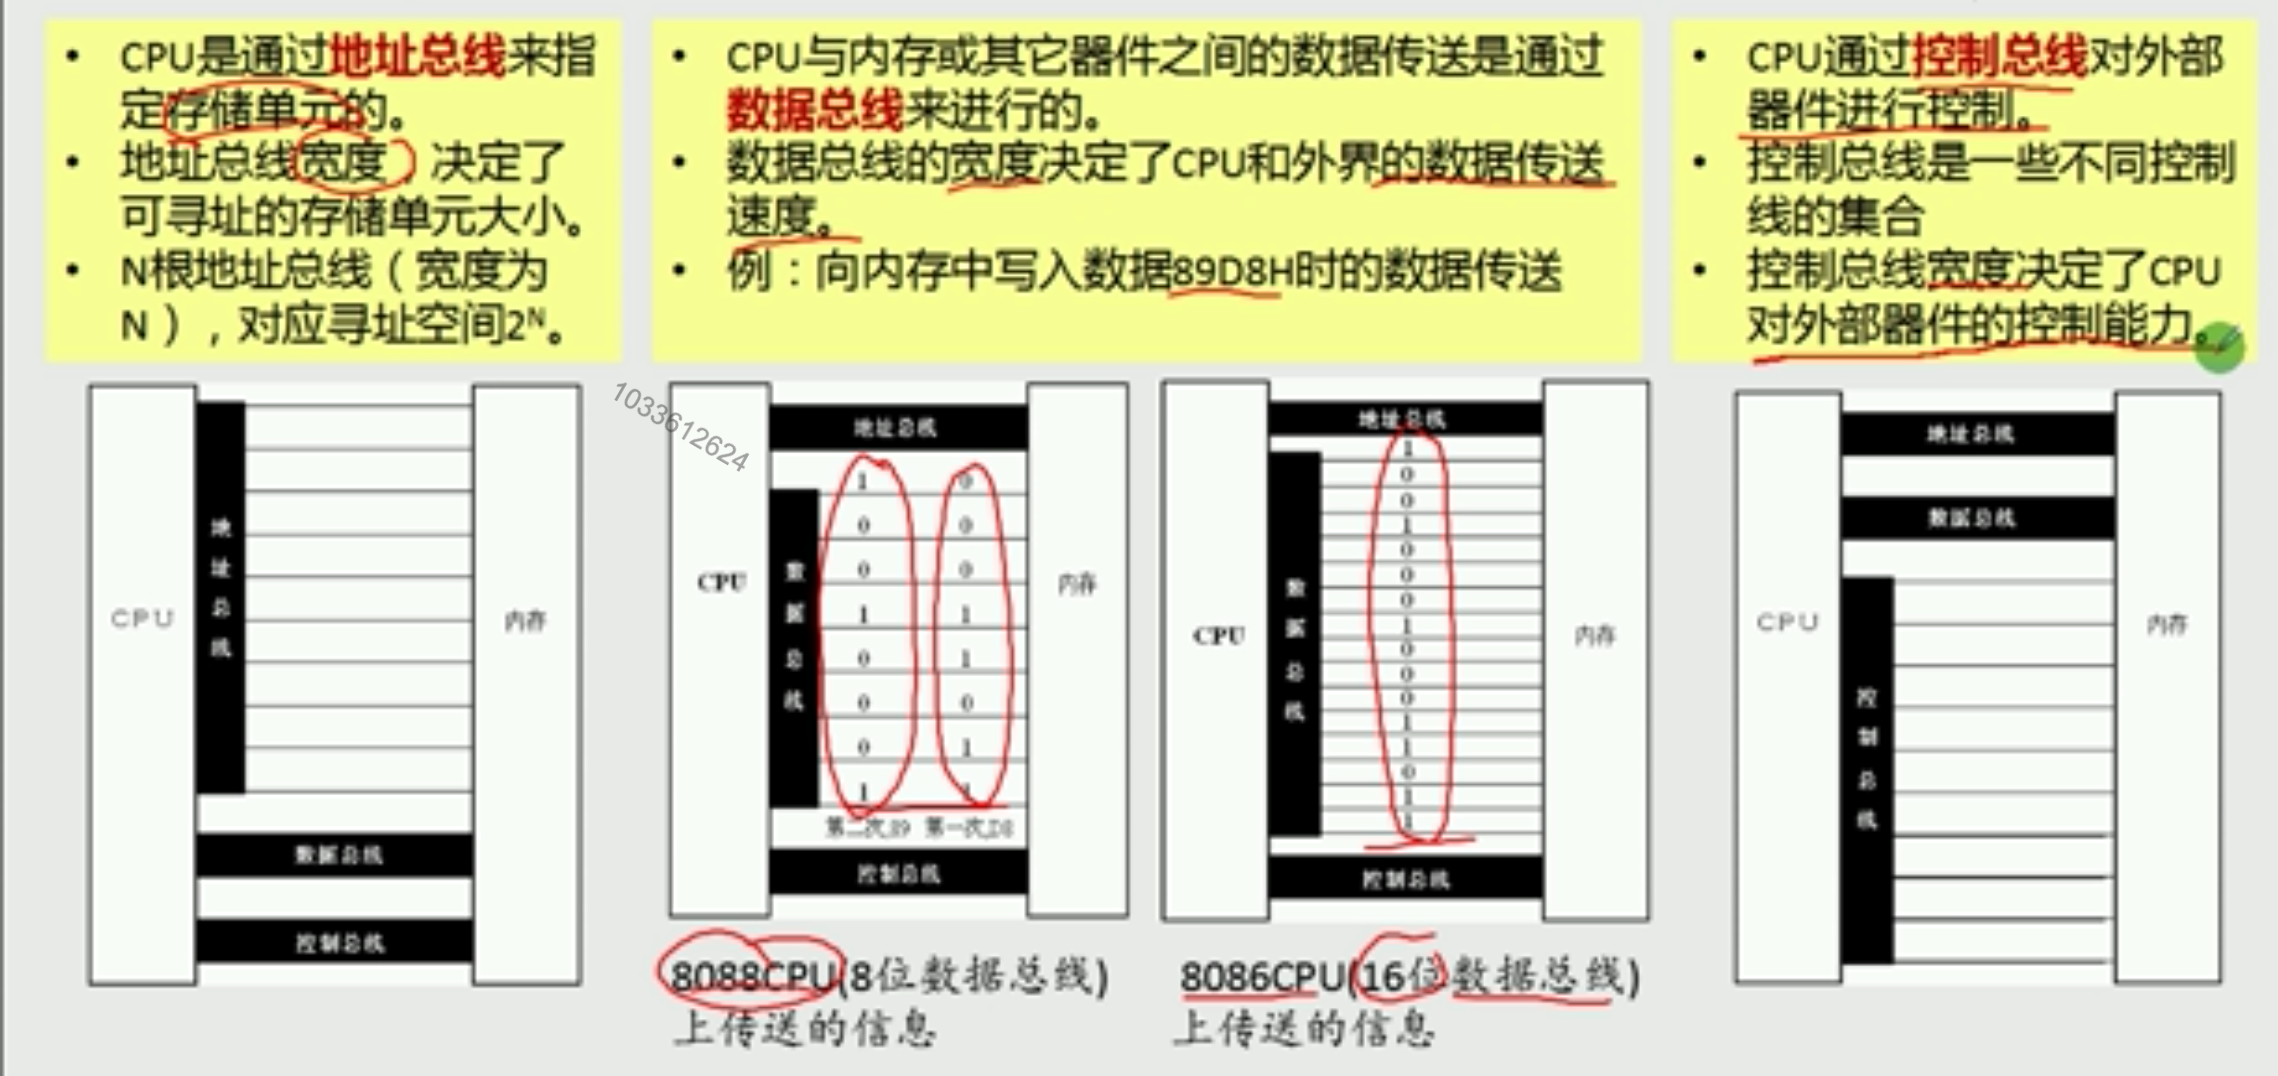 • CPU是通过地址总线来指
定存储单元的。
• 地址总线宽度，决定了
可寻址的存储单元大小。
• N根地址总线（宽度为
N），对应寻址空间2ᴺ。
• CPU与内存或其它器件之间的数据传送是通过
数据总线来进行的。
• 数据总线的宽度决定了CPU和外界的数据传送
速度。
• 例：向内存中写入数据89D8H时的数据传送
• CPU通过控制总线对外部
器件进行控制。
• 控制总线是一些不同控制
线的集合
• 控制总线宽度决定了CPU
对外部器件的控制能力。
CPU
地址总线
内存
数据总线
控制总线
1033612624
地址总线
CPU
数据总线
内存
1 0
0 0
0 0
1 1
0 1
0 0
0 1
1 1
第二次,89 第一次,D8
控制总线
8088CPU(8位数据总线)
上传送的信息
地址总线
CPU
数据总线
内存
1
0
0
1
0
0
0
1
0
0
0
1
1
0
1
1
控制总线
8086CPU(16位数据总线)
上传送的信息
地址总线
数据总线
CPU
控制总线
内存